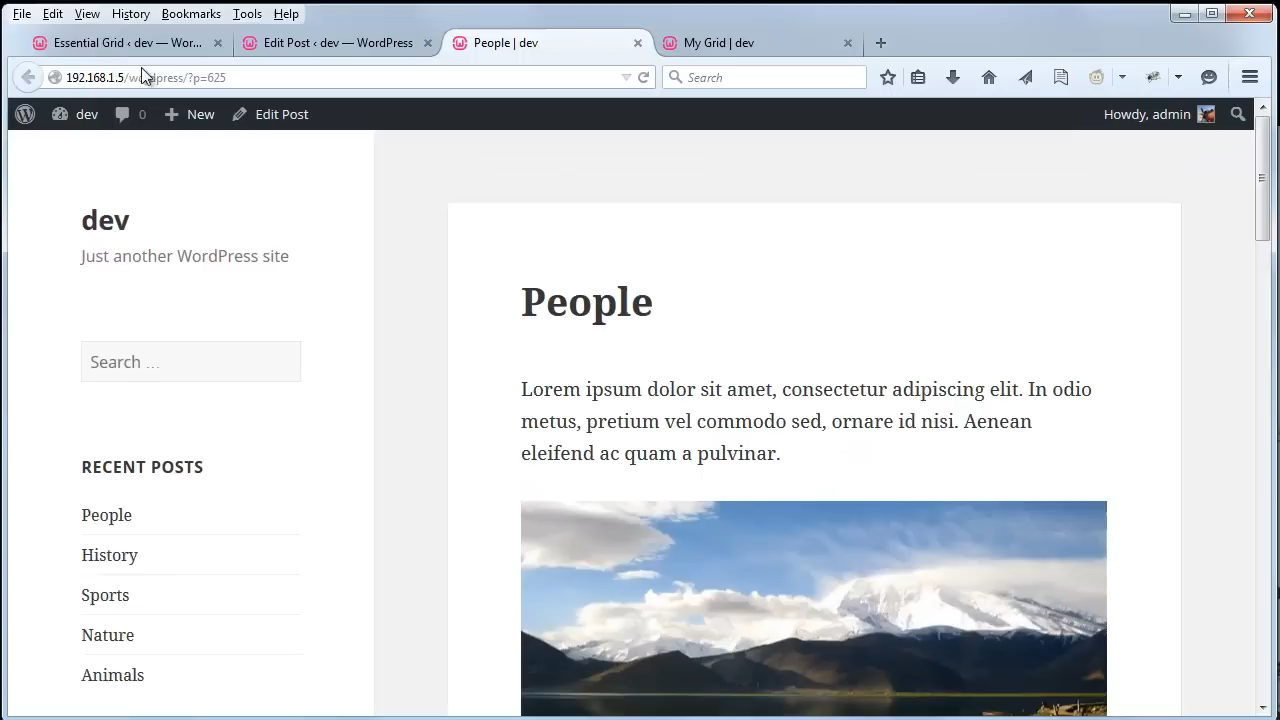 File Edit View History Bookmarks Tools Help
Essential Grid ‹ dev — Wor... Edit Post ‹ dev — WordPress People | dev My Grid | dev
192.168.1.5/wordpress/?p=625 Search
dev 0 New Edit Post Howdy, admin
dev
Just another WordPress site
Search …
RECENT POSTS
People
History
Sports
Nature
Animals
People
Lorem ipsum dolor sit amet, consectetur adipiscing elit. In odio
metus, pretium vel commodo sed, ornare id nisi. Aenean
eleifend ac quam a pulvinar.